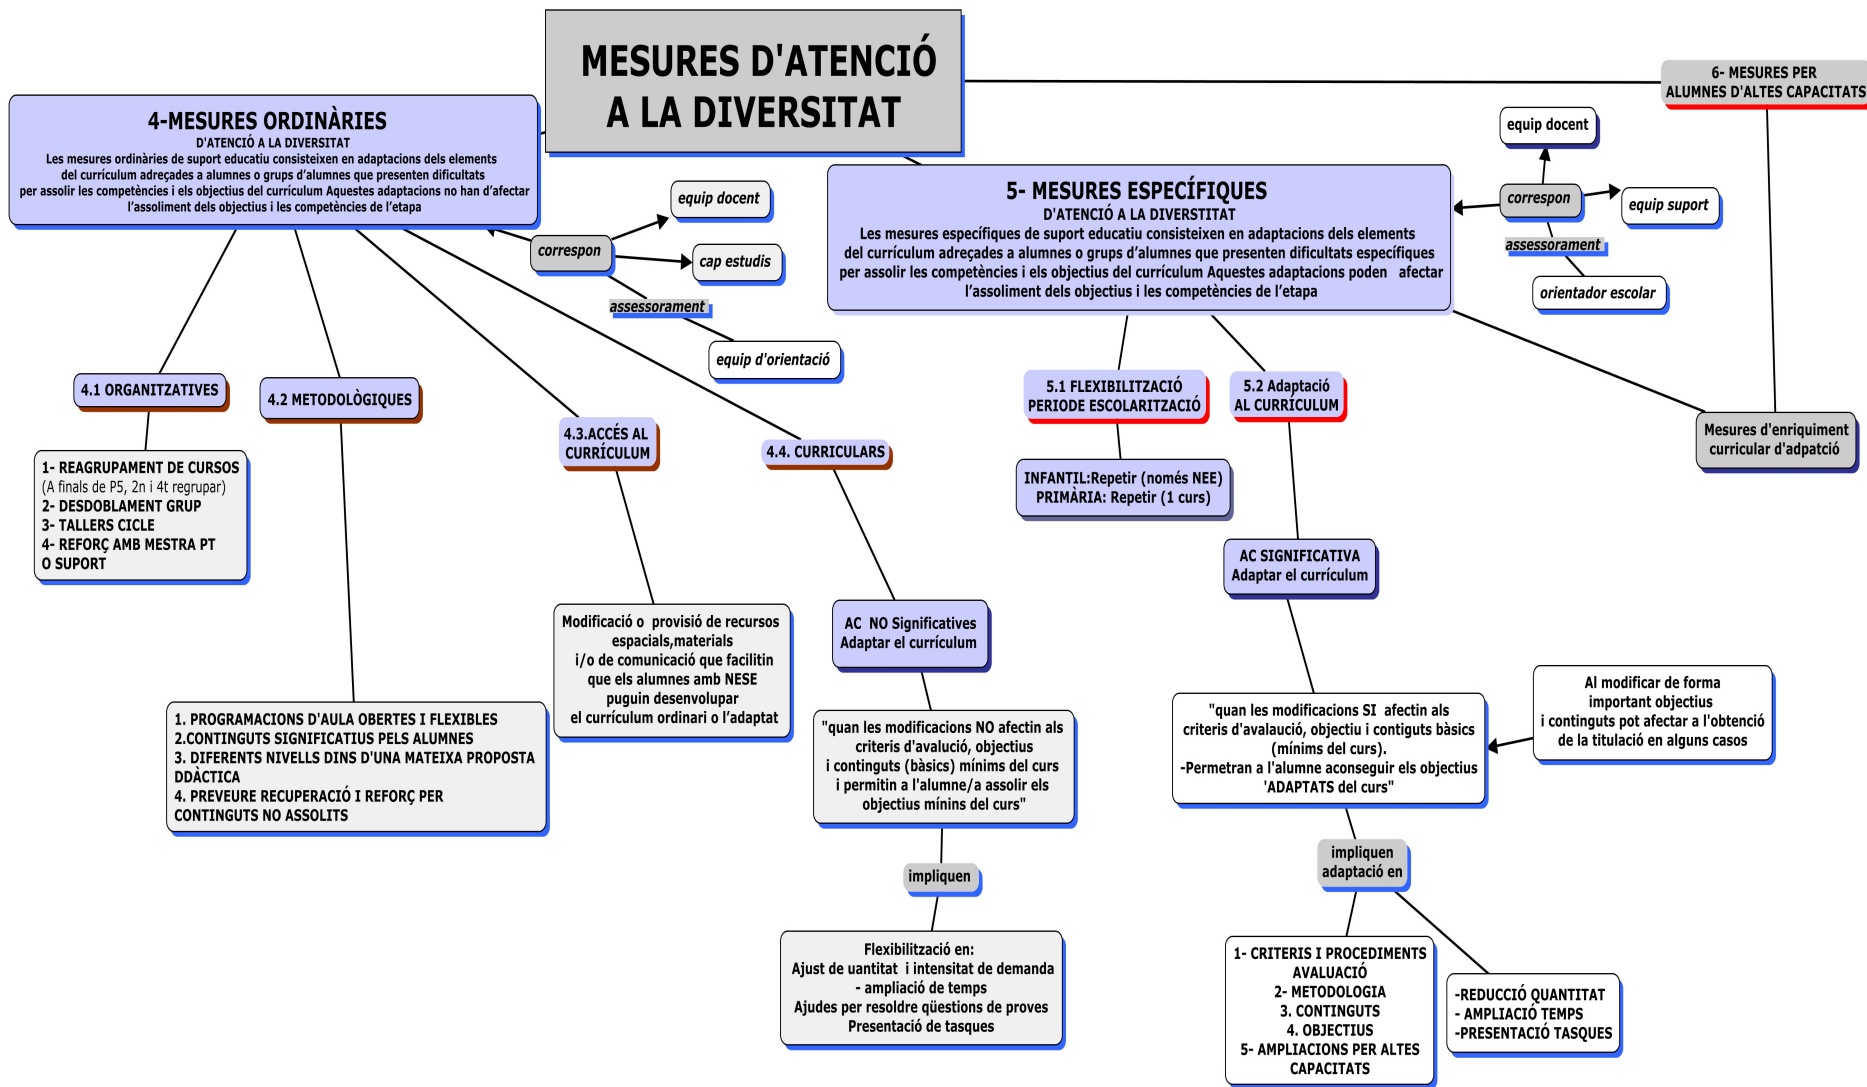 MESURES D'ATENCIÓ
A LA DIVERSITAT
4-MESURES ORDINÀRIES
D'ATENCIÓ A LA DIVERSITAT
Les mesures ordinàries de suport educatiu consisteixen en adaptacions dels elements
del currículum adreçades a alumnes o grups d'alumnes que presenten dificultats
per assolir les competències i els objectius del currículum Aquestes adaptacions no han d'afectar
l'assoliment dels objectius i les competències de l'etapa
correspon
equip docent
cap estudis
assessorament
equip d'orientació
4.1 ORGANITZATIVES
1- REAGRUPAMENT DE CURSOS
(A finals de P5, 2n i 4t regrupar)
2- DESDOBLAMENT GRUP
3- TALLERS CICLE
4- REFORÇ AMB MESTRA PT
O SUPORT
4.2 METODOLÒGIQUES
1. PROGRAMACIONS D'AULA OBERTES I FLEXIBLES
2.CONTINGUTS SIGNIFICATIUS PELS ALUMNES
3. DIFERENTS NIVELLS DINS D'UNA MATEIXA PROPOSTA
DDÀCTICA
4. PREVEURE RECUPERACIÓ I REFORÇ PER
CONTINGUTS NO ASSOLITS
4.3.ACCÉS AL
CURRÍCULUM
Modificació o provisió de recursos
espacials,materials
i/o de comunicació que facilitin
que els alumnes amb NESE
puguin desenvolupar
el currículum ordinari o l'adaptat
4.4. CURRICULARS
AC NO Significatives
Adaptar el currículum
"quan les modificacions NO afectin als
criteris d'avalució, objectius
i continguts (bàsics) mínims del curs
i permitin a l'alumne/a assolir els
objectius mínins del curs"
impliquen
Flexibilització en:
Ajust de uantitat i intensitat de demanda
- ampliació de temps
Ajudes per resoldre qüestions de proves
Presentació de tasques
5- MESURES ESPECÍFIQUES
D'ATENCIÓ A LA DIVERSTITAT
Les mesures específiques de suport educatiu consisteixen en adaptacions dels elements
del currículum adreçades a alumnes o grups d'alumnes que presenten dificultats específiques
per assolir les competències i els objectius del currículum Aquestes adaptacions poden afectar
l'assoliment dels objectius i les competències de l'etapa
correspon
equip docent
equip suport
assessorament
orientador escolar
5.1 FLEXIBILITZACIÓ
PERIODE ESCOLARITZACIÓ
INFANTIL:Repetir (només NEE)
PRIMÀRIA: Repetir (1 curs)
5.2 Adaptació
AL CURRÍCULUM
AC SIGNIFICATIVA
Adaptar el currículum
"quan les modificacions SI afectin als
criteris d'avalaució, objectiu i contiguts bàsics
(mínims del curs).
-Permetran a l'alumne aconseguir els objectius
'ADAPTATS del curs"
Al modificar de forma
important objectius
i continguts pot afectar a l'obtenció
de la titulació en alguns casos
impliquen
adaptació en
1- CRITERIS I PROCEDIMENTS
AVALUACIÓ
2- METODOLOGIA
3. CONTINGUTS
4. OBJECTIUS
5- AMPLIACIONS PER ALTES
CAPACITATS
-REDUCCIÓ QUANTITAT
- AMPLIACIÓ TEMPS
-PRESENTACIÓ TASQUES
6- MESURES PER
ALUMNES D'ALTES CAPACITATS
Mesures d'enriquiment
curricular d'adpatció